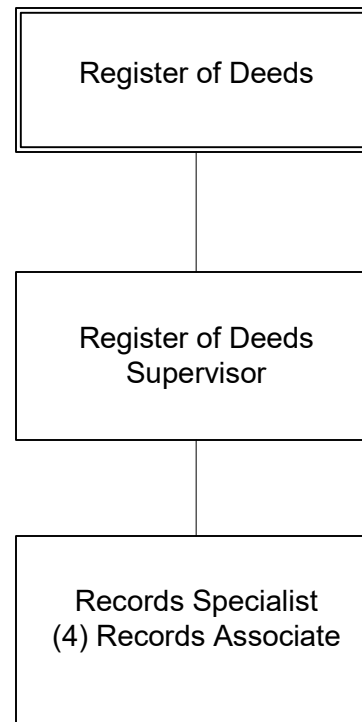 Register of Deeds
Register of Deeds
Supervisor
Records Specialist
(4) Records Associate